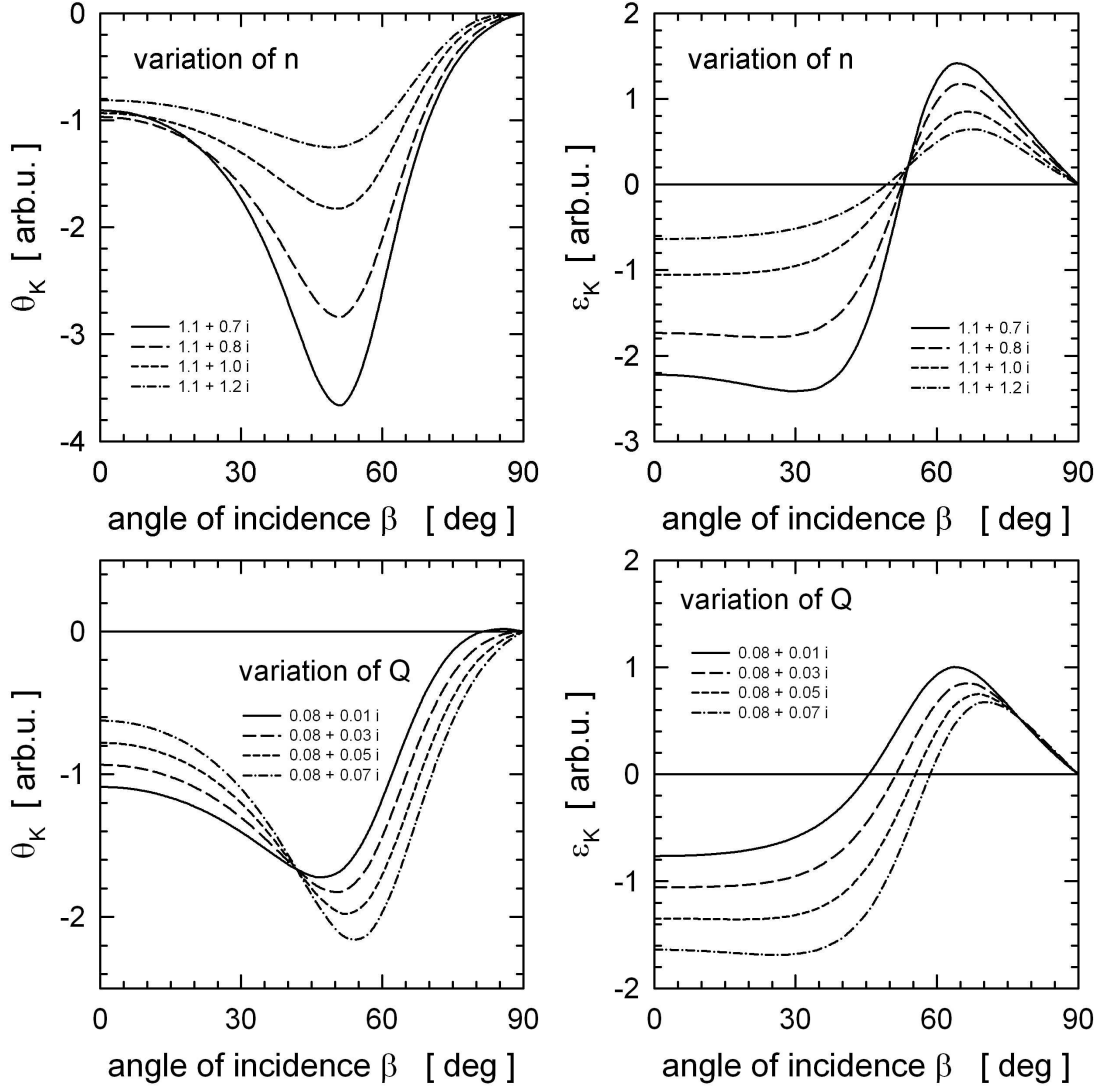 variation of n
θK [ arb.u. ]
0
-1
-2
-3
-4
1.1 + 0.7 i
1.1 + 0.8 i
1.1 + 1.0 i
1.1 + 1.2 i
0 30 60 90
angle of incidence β [ deg ]
variation of n
εK [ arb.u. ]
2
1
0
-1
-2
-3
1.1 + 0.7 i
1.1 + 0.8 i
1.1 + 1.0 i
1.1 + 1.2 i
0 30 60 90
angle of incidence β [ deg ]
θK [ arb.u. ]
0
-1
-2
variation of Q
0.08 + 0.01 i
0.08 + 0.03 i
0.08 + 0.05 i
0.08 + 0.07 i
0 30 60 90
angle of incidence β [ deg ]
variation of Q
εK [ arb.u. ]
2
1
0
-1
-2
0.08 + 0.01 i
0.08 + 0.03 i
0.08 + 0.05 i
0.08 + 0.07 i
0 30 60 90
angle of incidence β [ deg ]